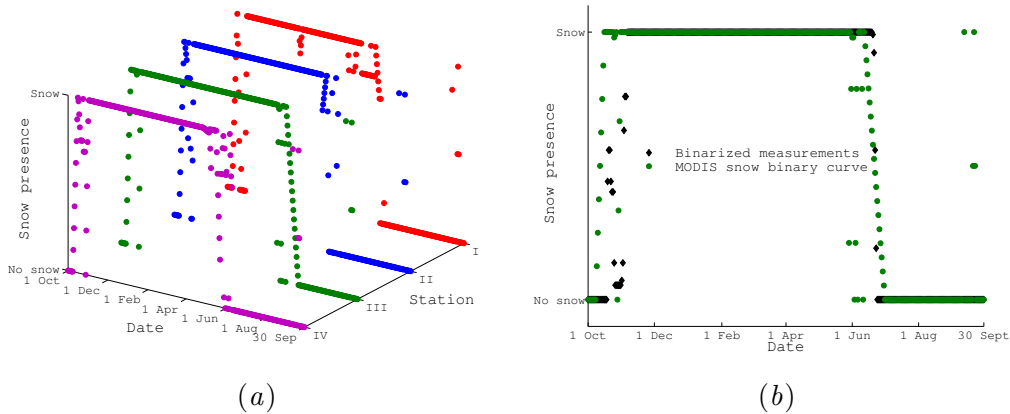 Snow
Snow presence
No snow
1 Oct
1 Dec
1 Feb
1 Apr
1 Jun
1 Aug
30 Sep
Date
I
II
III
IV
Station
(a)
Snow
Snow presence
No snow
Binarized measurements
MODIS snow binary curve
1 Oct
1 Dec
1 Feb
1 Apr
1 Jun
1 Aug
30 Sept
Date
(b)